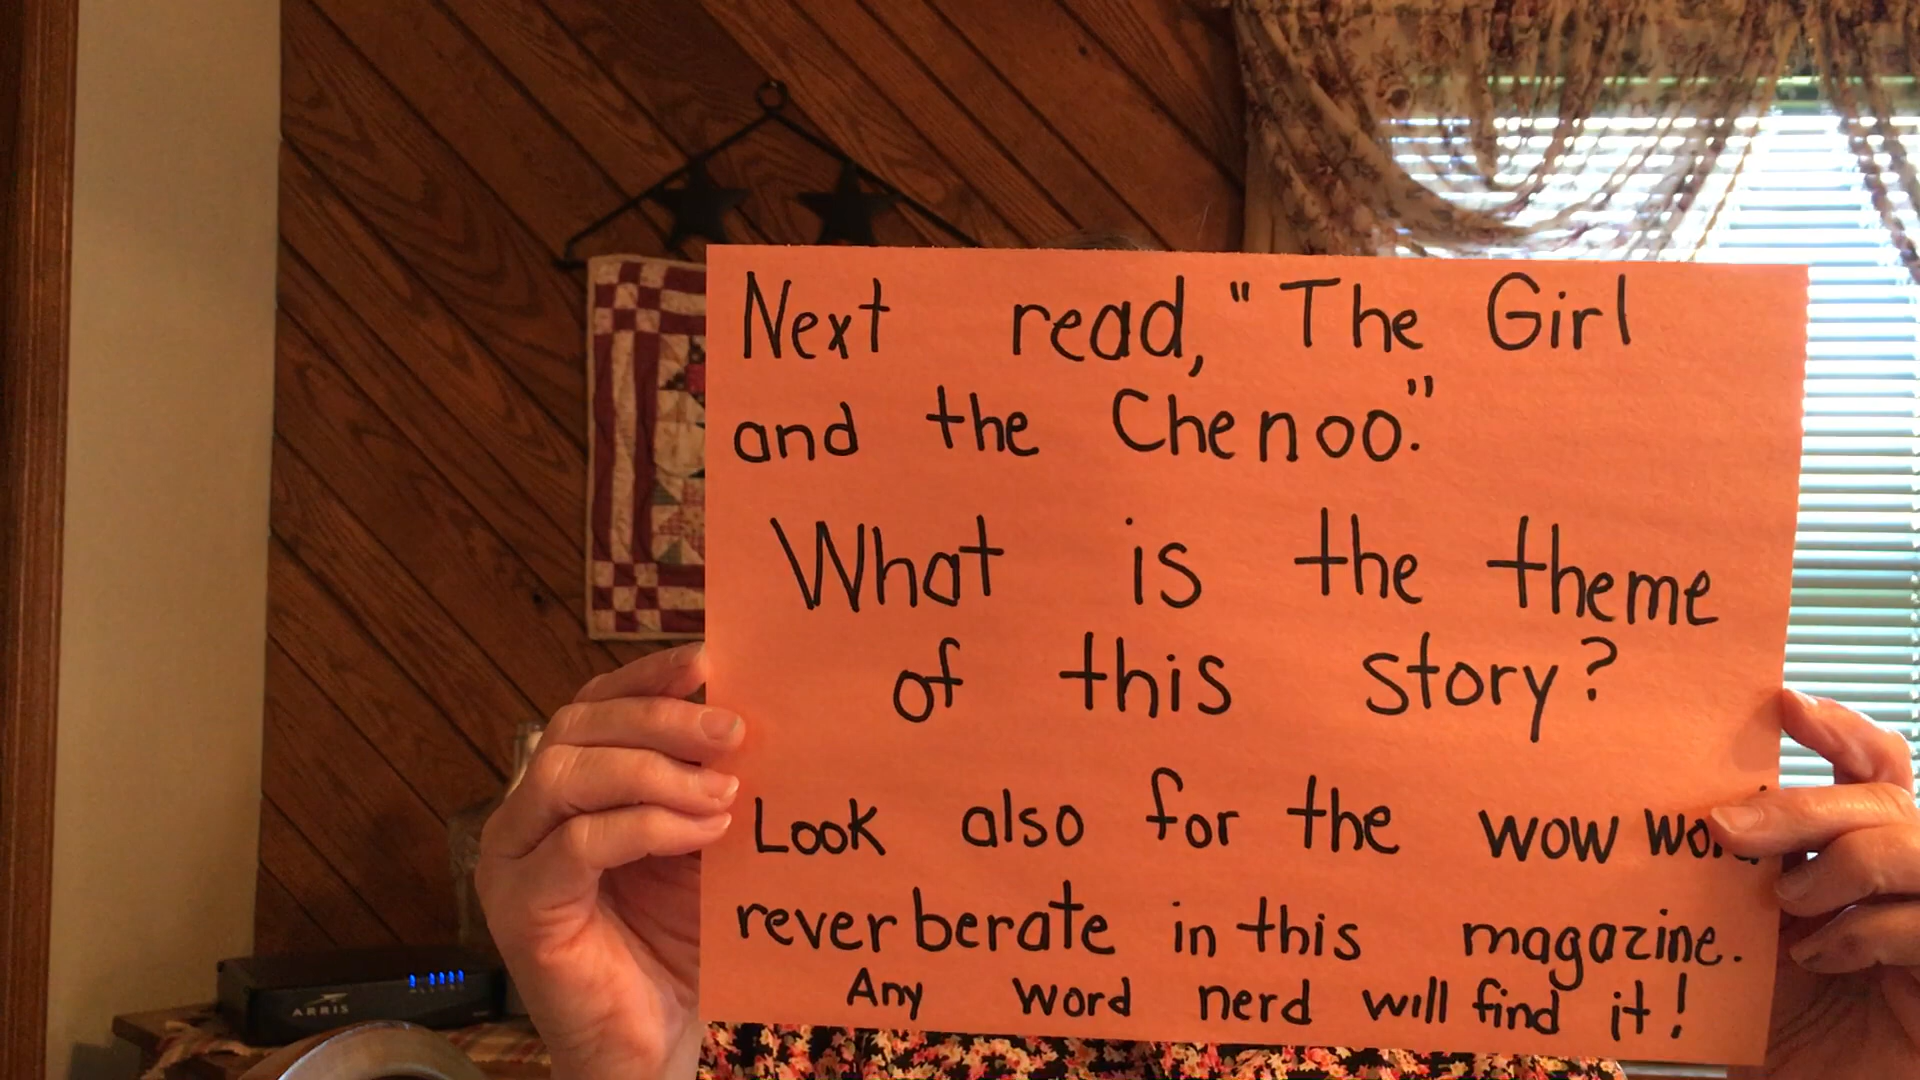 Next read, "The Girl
and the Chenoo."
What is the theme
of this story?
Look also for the wow
reverberate in this magazine.
Any word nerd will find it!
ARRIS